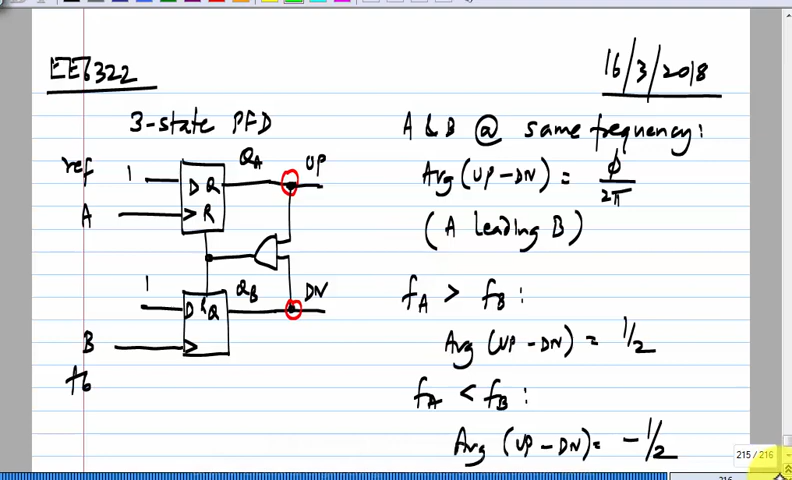 EE6322
16/3/2018
3-state PFD
ref
1
D Q
QA
UP
A
R
1
D R Q
QB
DN
B
fb
A & B @ same frequency:
Avg (UP-DN) = φ/2π
(A leading B)
fA > fB :
Avg (UP-DN) = 1/2
fA < fB :
Avg (UP-DN) = -1/2
215 / 216
216